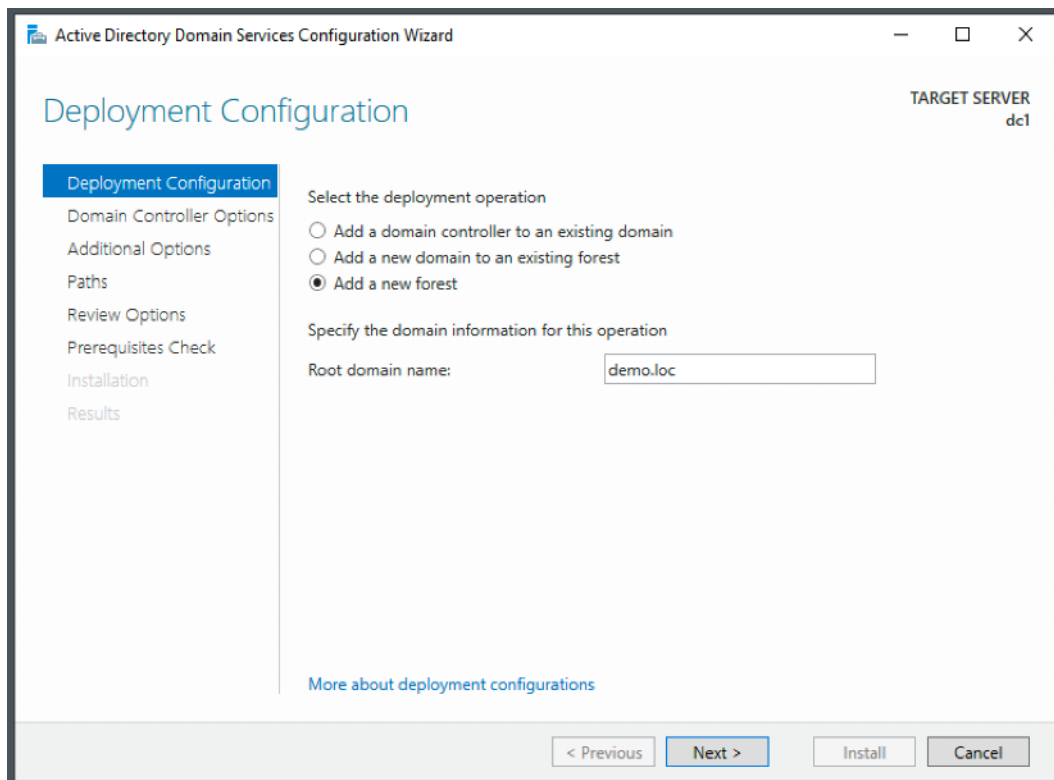 Active Directory Domain Services Configuration Wizard
Deployment Configuration
TARGET SERVER
dc1
Deployment Configuration
Domain Controller Options
Additional Options
Paths
Review Options
Prerequisites Check
Installation
Results
Select the deployment operation
Add a domain controller to an existing domain
Add a new domain to an existing forest
Add a new forest
Specify the domain information for this operation
Root domain name: demo.loc
More about deployment configurations
< Previous Next > Install Cancel